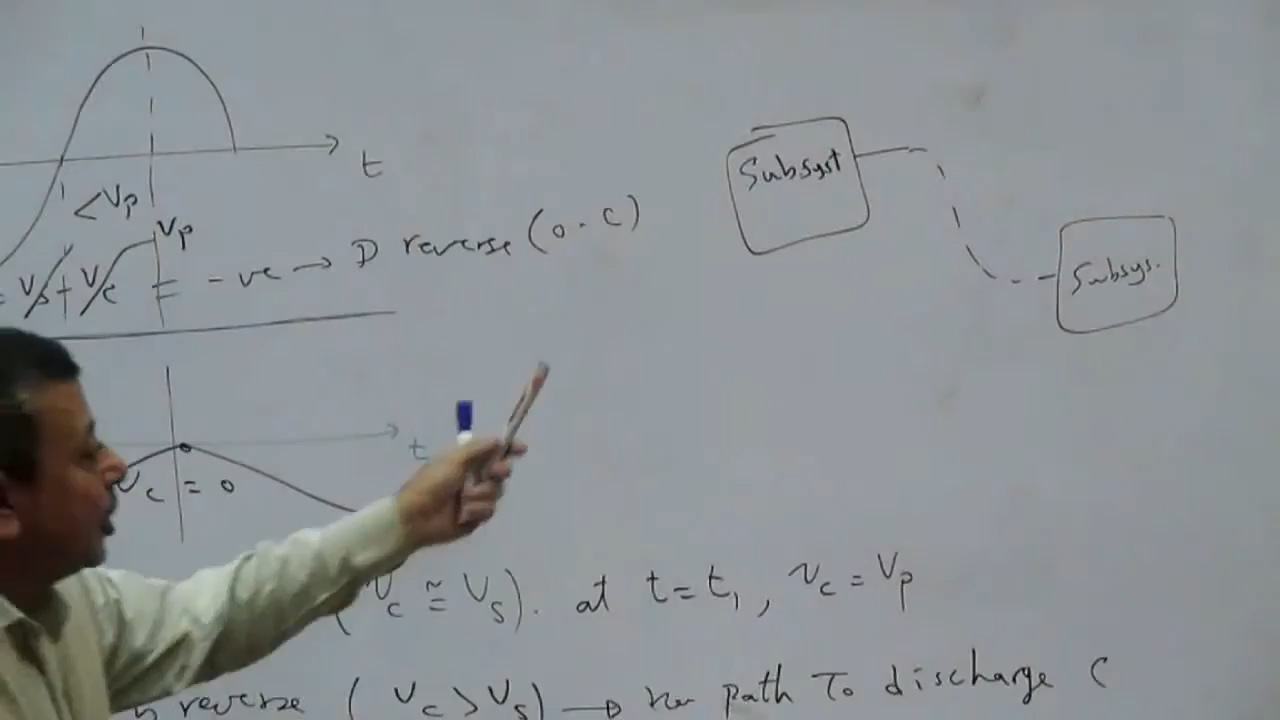 t
<Vp
Vp
= Vs + Vc = -ve → D reverse (o.c)
Subsyst
Subsys.
t
Vc = 0
(Vc ≅ Vs). at t=t1, Vc = Vp
reverse (Vc > Vs) → no path To discharge C